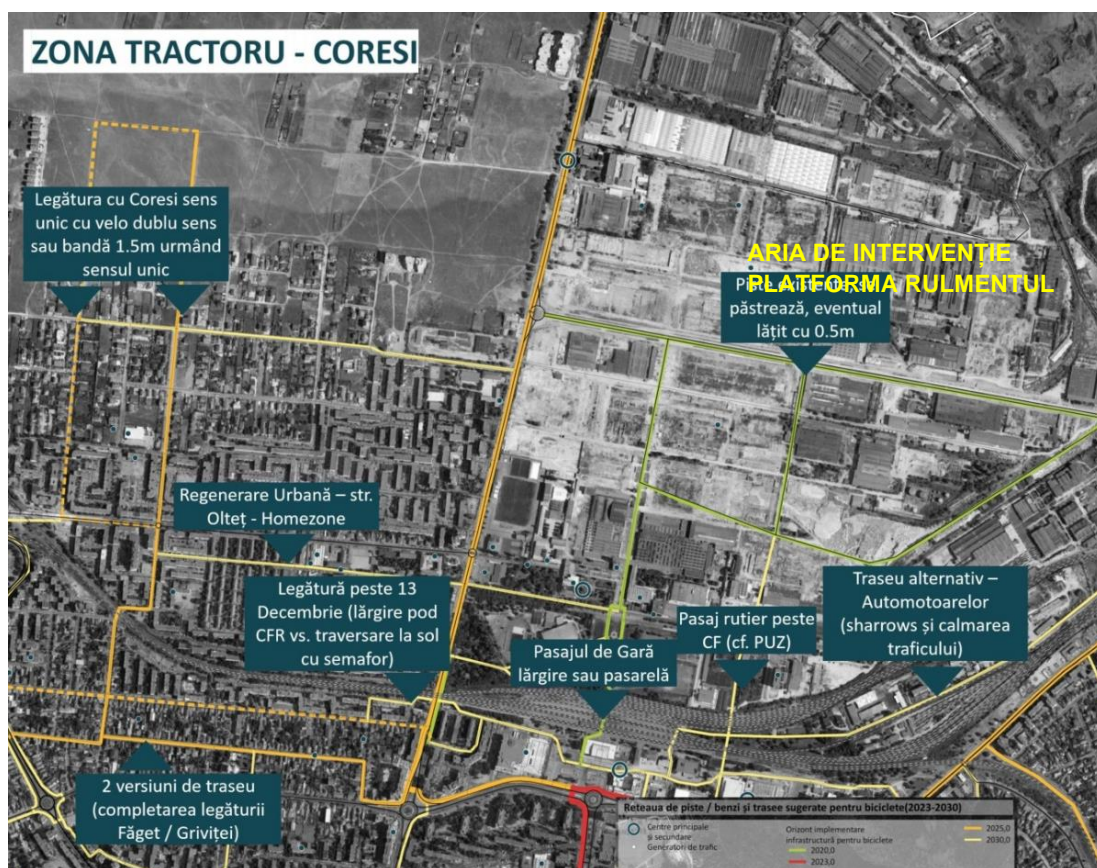 ZONA TRACTORU - CORESI
Legătura cu Coresi sens
unic cu velo dublu sens
sau bandă 1.5m urmând
sensul unic
ARIA DE INTERVENȚIE
PLATFORMA RULMENTUL
Piste existente, se
păstrează, eventual
lățit cu 0.5m
Regenerare Urbană – str.
Olteț - Homezone
Legătură peste 13
Decembrie (lărgire pod
CFR vs. traversare la sol
cu semafor)
Pasajul de Gară
lărgire sau pasarelă
Pasaj rutier peste
CF (cf. PUZ)
Traseu alternativ –
Automotoarelor
(sharrows și calmarea
traficului)
2 versiuni de traseu
(completarea legăturii
Făget / Griviței)
Reteaua de piste / benzi și trasee sugerate pentru biciclete(2023-2030)
Centre principale
și secundare
Generatori de trafic
Orizont implementare
infrastructură pentru biciclete
2020,0
2023,0
2025,0
2030,0